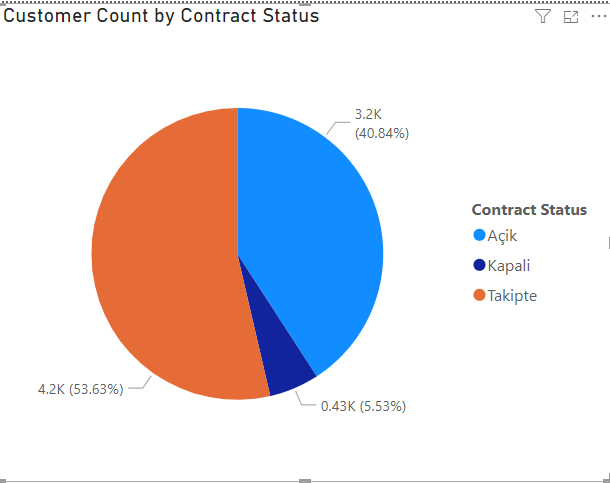 Customer Count by Contract Status
3.2K
(40.84%)
Contract Status
Açik
Kapali
Takipte
4.2K (53.63%)
0.43K (5.53%)